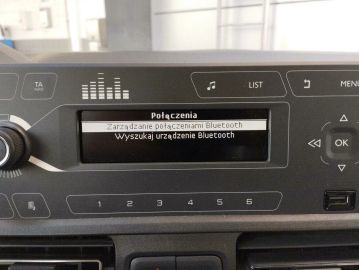 Połączenia
Zarządzanie połączeniami Bluetooth
Wyszukaj urządzenie Bluetooth
TA
LIST
MENU
OK
1 2 3 4 5 6